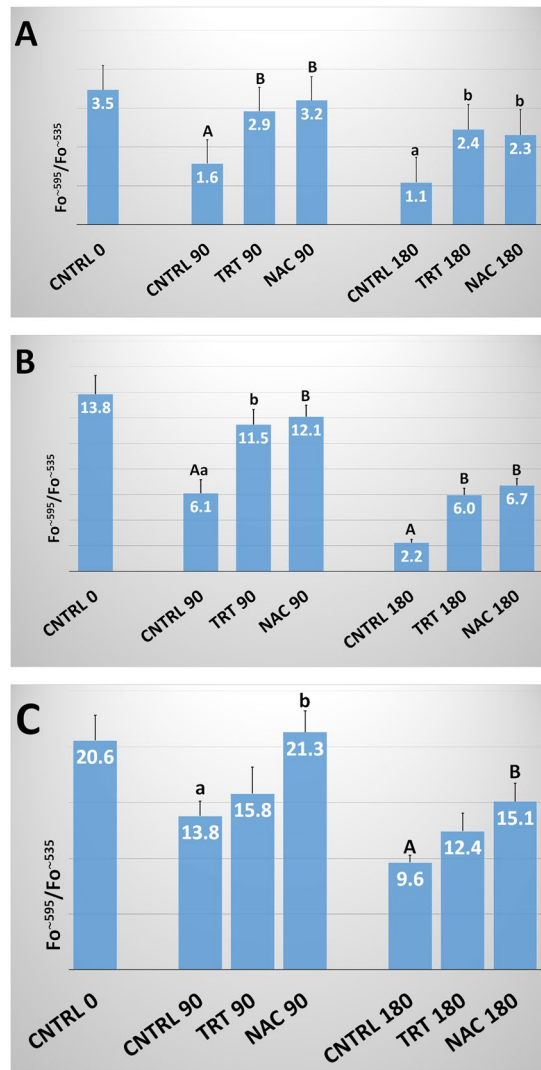 A
Fo~595/Fo~535
3.5
A
1.6
B
2.9
B
3.2
a
1.1
b
2.4
b
2.3
CNTRL 0
CNTRL 90
TRT 90
NAC 90
CNTRL 180
TRT 180
NAC 180
B
Fo~595/Fo~535
13.8
Aa
6.1
b
11.5
B
12.1
A
2.2
B
6.0
B
6.7
CNTRL 0
CNTRL 90
TRT 90
NAC 90
CNTRL 180
TRT 180
NAC 180
C
Fo~595/Fo~535
20.6
a
13.8
15.8
b
21.3
A
9.6
12.4
B
15.1
CNTRL 0
CNTRL 90
TRT 90
NAC 90
CNTRL 180
TRT 180
NAC 180